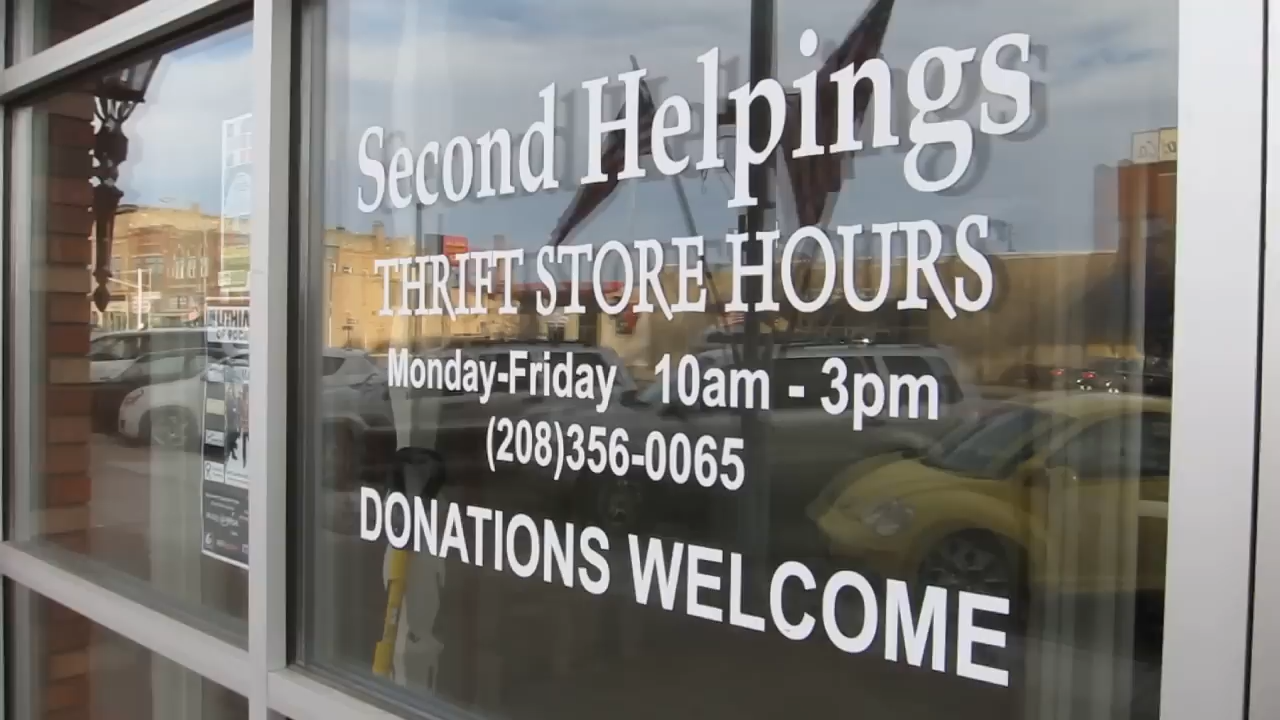 Second Helpings
THRIFT STORE HOURS
Monday-Friday 10am - 3pm
(208)356-0065
DONATIONS WELCOME